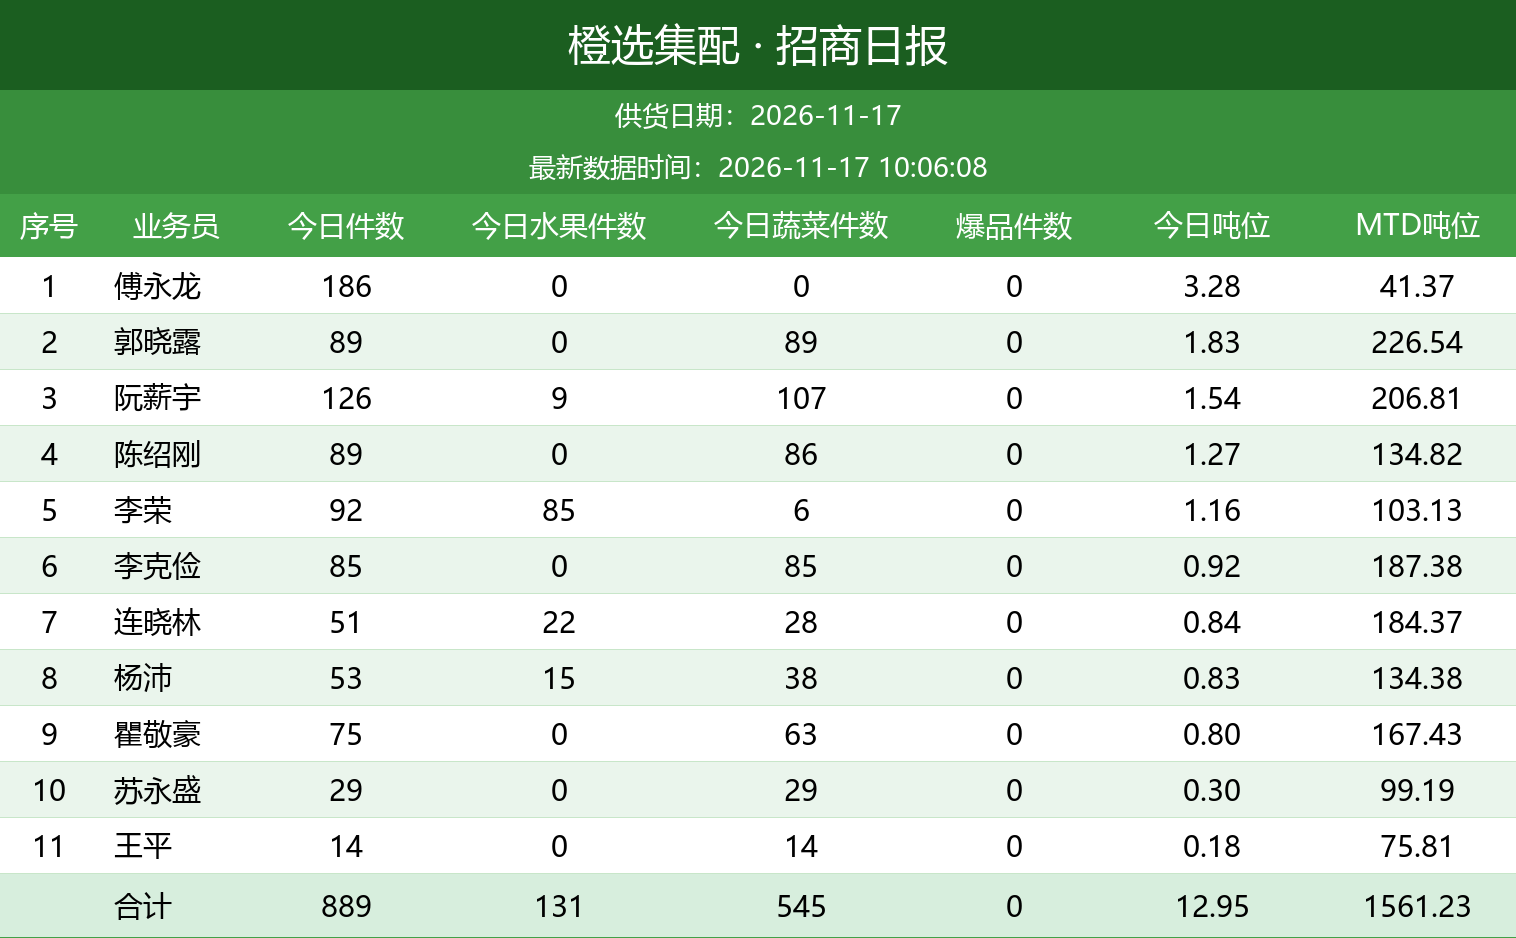 橙选集配 · 招商日报
供货日期：2026-11-17
最新数据时间：2026-11-17 10:06:08
序号 业务员 今日件数 今日水果件数 今日蔬菜件数 爆品件数 今日吨位 MTD吨位
1 傅永龙 186 0 0 0 3.28 41.37
2 郭晓露 89 0 89 0 1.83 226.54
3 阮薪宇 126 9 107 0 1.54 206.81
4 陈绍刚 89 0 86 0 1.27 134.82
5 李荣 92 85 6 0 1.16 103.13
6 李克俭 85 0 85 0 0.92 187.38
7 连晓林 51 22 28 0 0.84 184.37
8 杨沛 53 15 38 0 0.83 134.38
9 瞿敬豪 75 0 63 0 0.80 167.43
10 苏永盛 29 0 29 0 0.30 99.19
11 王平 14 0 14 0 0.18 75.81
合计 889 131 545 0 12.95 1561.23